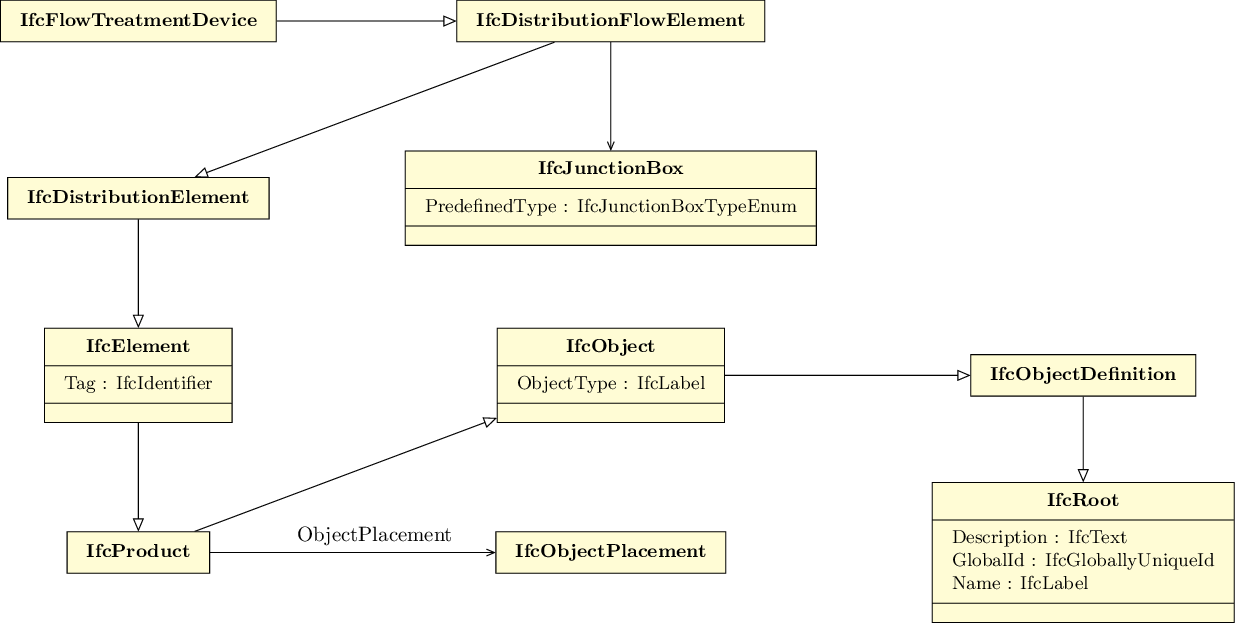 IfcFlowTreatmentDevice
IfcDistributionFlowElement
IfcJunctionBox
PredefinedType : IfcJunctionBoxTypeEnum
IfcDistributionElement
IfcElement
Tag : IfcIdentifier
IfcObject
ObjectType : IfcLabel
IfcObjectDefinition
IfcRoot
Description : IfcText
GlobalId : IfcGloballyUniqueId
Name : IfcLabel
ObjectPlacement
IfcProduct
IfcObjectPlacement